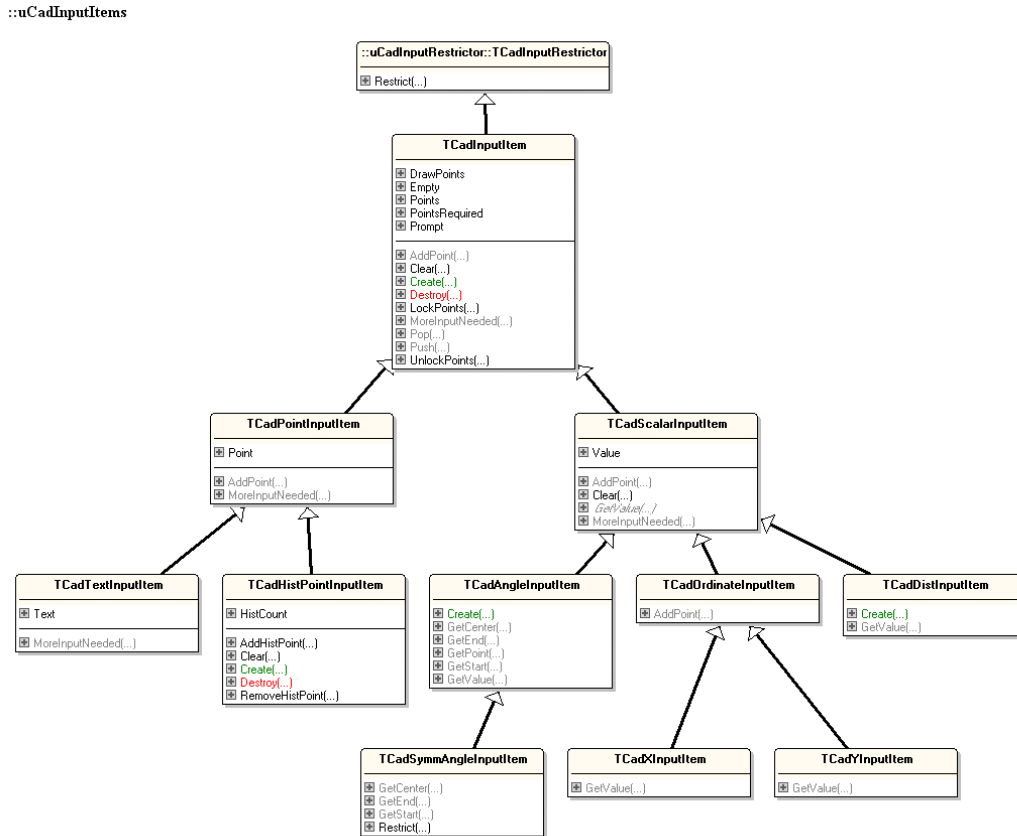 ::uCadInputItems
::uCadInputRestrictor::TCadInputRestrictor
Restrict(...)
TCadInputItem
DrawPoints
Empty
Points
PointsRequired
Prompt
AddPoint(...)
Clear(...)
Create(...)
Destroy(...)
LockPoints(...)
MoreInputNeeded(...)
Pop(...)
Push(...)
UnlockPoints(...)
TCadPointInputItem
Point
AddPoint(...)
MoreInputNeeded(...)
TCadScalarInputItem
Value
AddPoint(...)
Clear(...)
GetValue(...)
MoreInputNeeded(...)
TCadTextInputItem
Text
MoreInputNeeded(...)
TCadHistPointInputItem
HistCount
AddHistPoint(...)
Clear(...)
Create(...)
Destroy(...)
RemoveHistPoint(...)
TCadAngleInputItem
Create(...)
GetCenter(...)
GetEnd(...)
GetPoint(...)
GetStart(...)
GetValue(...)
TCadOrdinateInputItem
AddPoint(...)
TCadDistInputItem
Create(...)
GetValue(...)
TCadSymmAngleInputItem
GetCenter(...)
GetEnd(...)
GetStart(...)
Restrict(...)
TCadXInputItem
GetValue(...)
TCadYInputItem
GetValue(...)